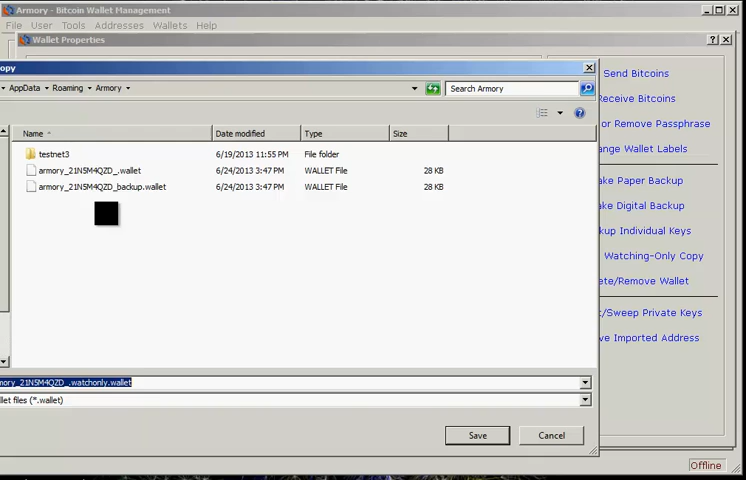 Armory - Bitcoin Wallet Management
File User Tools Addresses Wallets Help
Wallet Properties
opy
AppData Roaming Armory
Search Armory
Name Date modified Type Size
testnet3 6/19/2013 11:55 PM File folder
armory_21N5M4QZD_.wallet 6/24/2013 3:47 PM WALLET File 28 KB
armory_21N5M4QZD_backup.wallet 6/24/2013 3:47 PM WALLET File 28 KB
mory_21N5M4QZD_.watchonly.wallet
llet files (*.wallet)
Save Cancel
Send Bitcoins
Receive Bitcoins
or Remove Passphrase
ange Wallet Labels
ake Paper Backup
ake Digital Backup
kup Individual Keys
Watching-Only Copy
ete/Remove Wallet
t/Sweep Private Keys
ve Imported Address
Offline